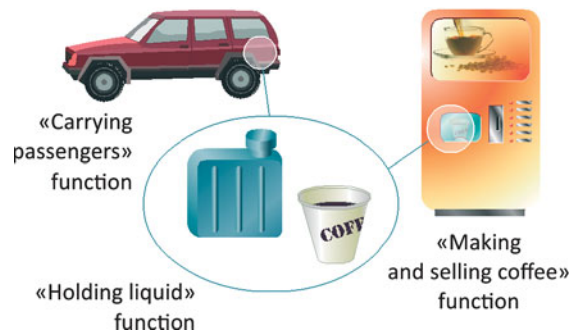 «Carrying
passengers»
function
COFF
«Holding liquid»
function
«Making
and selling coffee»
function